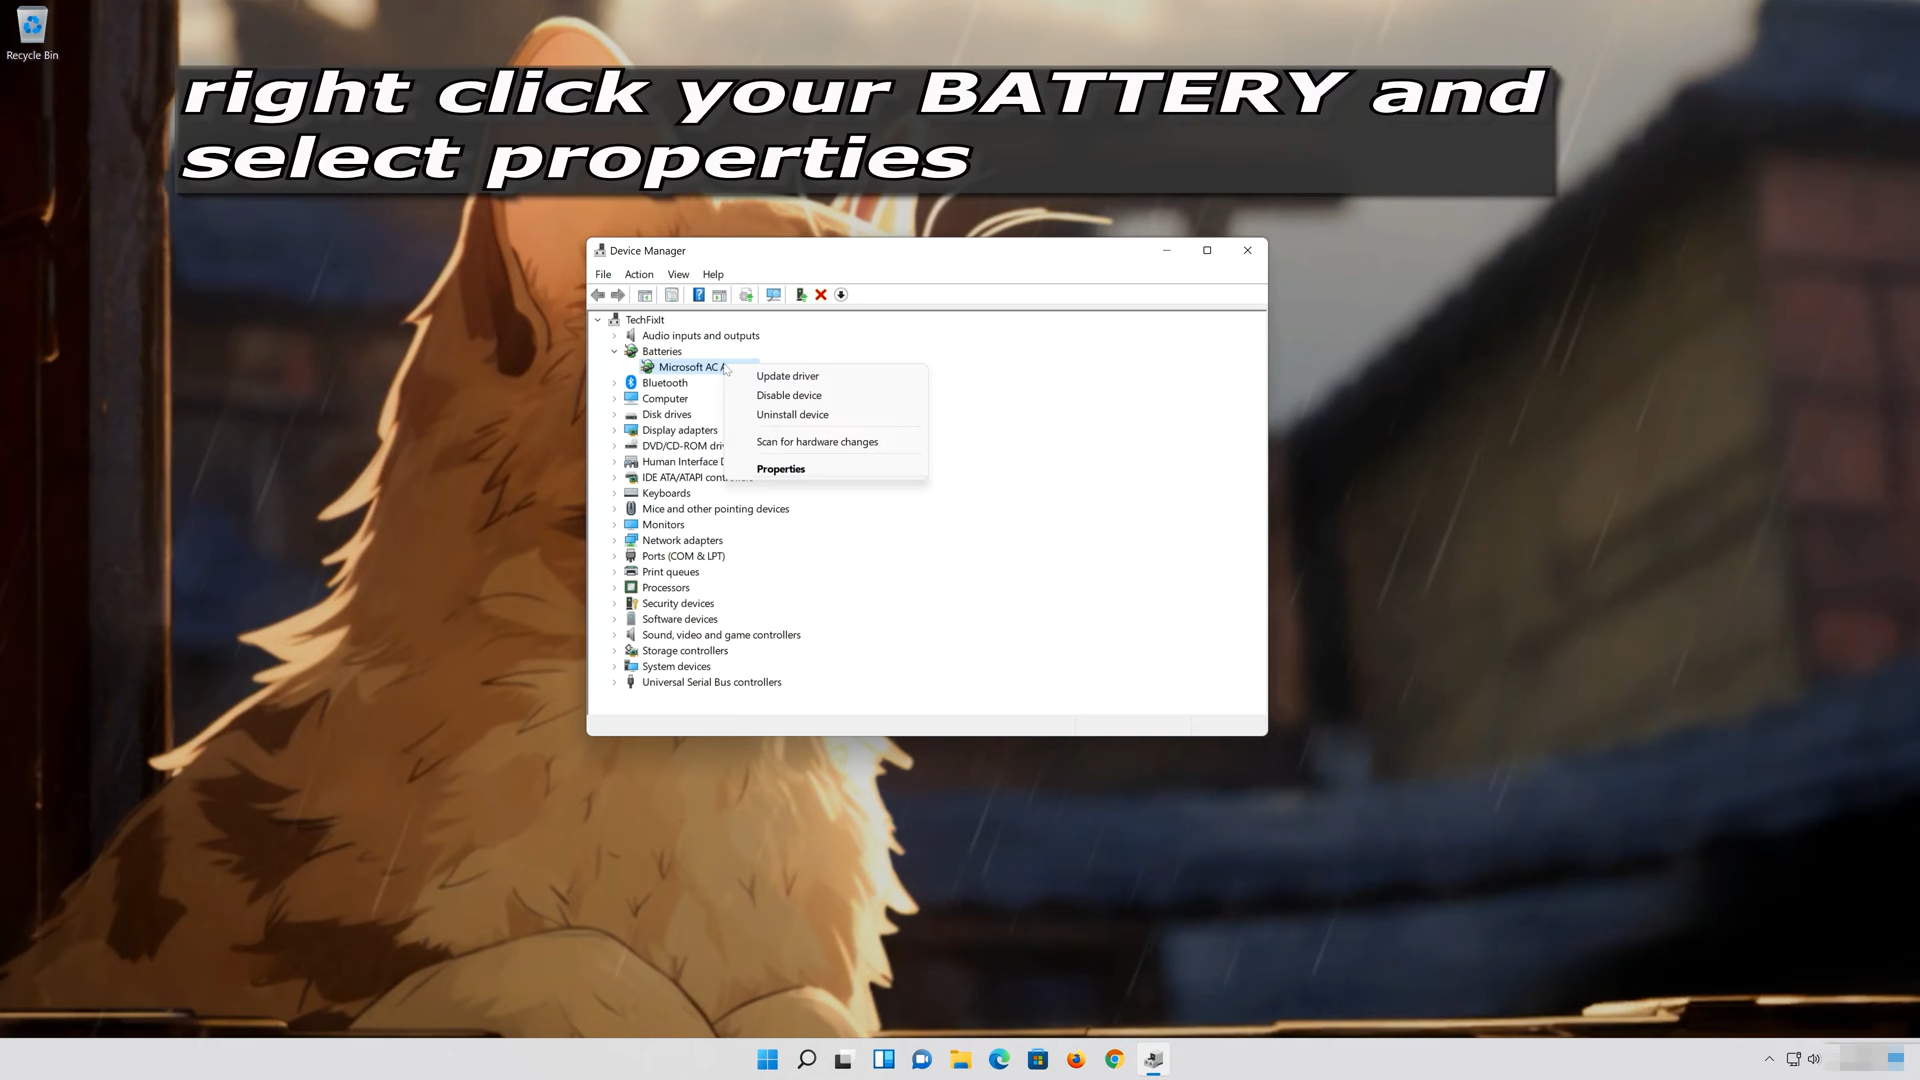 Recycle Bin
right click your BATTERY and
select properties
Device Manager
File Action View Help
TechFixIt
Audio inputs and outputs
Batteries
Microsoft AC
Bluetooth
Computer
Disk drives
Display adapters
DVD/CD-ROM
Human Interface
IDE ATA/ATAPI
Keyboards
Mice and other pointing devices
Monitors
Network adapters
Ports (COM & LPT)
Print queues
Processors
Security devices
Software devices
Sound, video and game controllers
Storage controllers
System devices
Universal Serial Bus controllers
Update driver
Disable device
Uninstall device
Scan for hardware changes
Properties